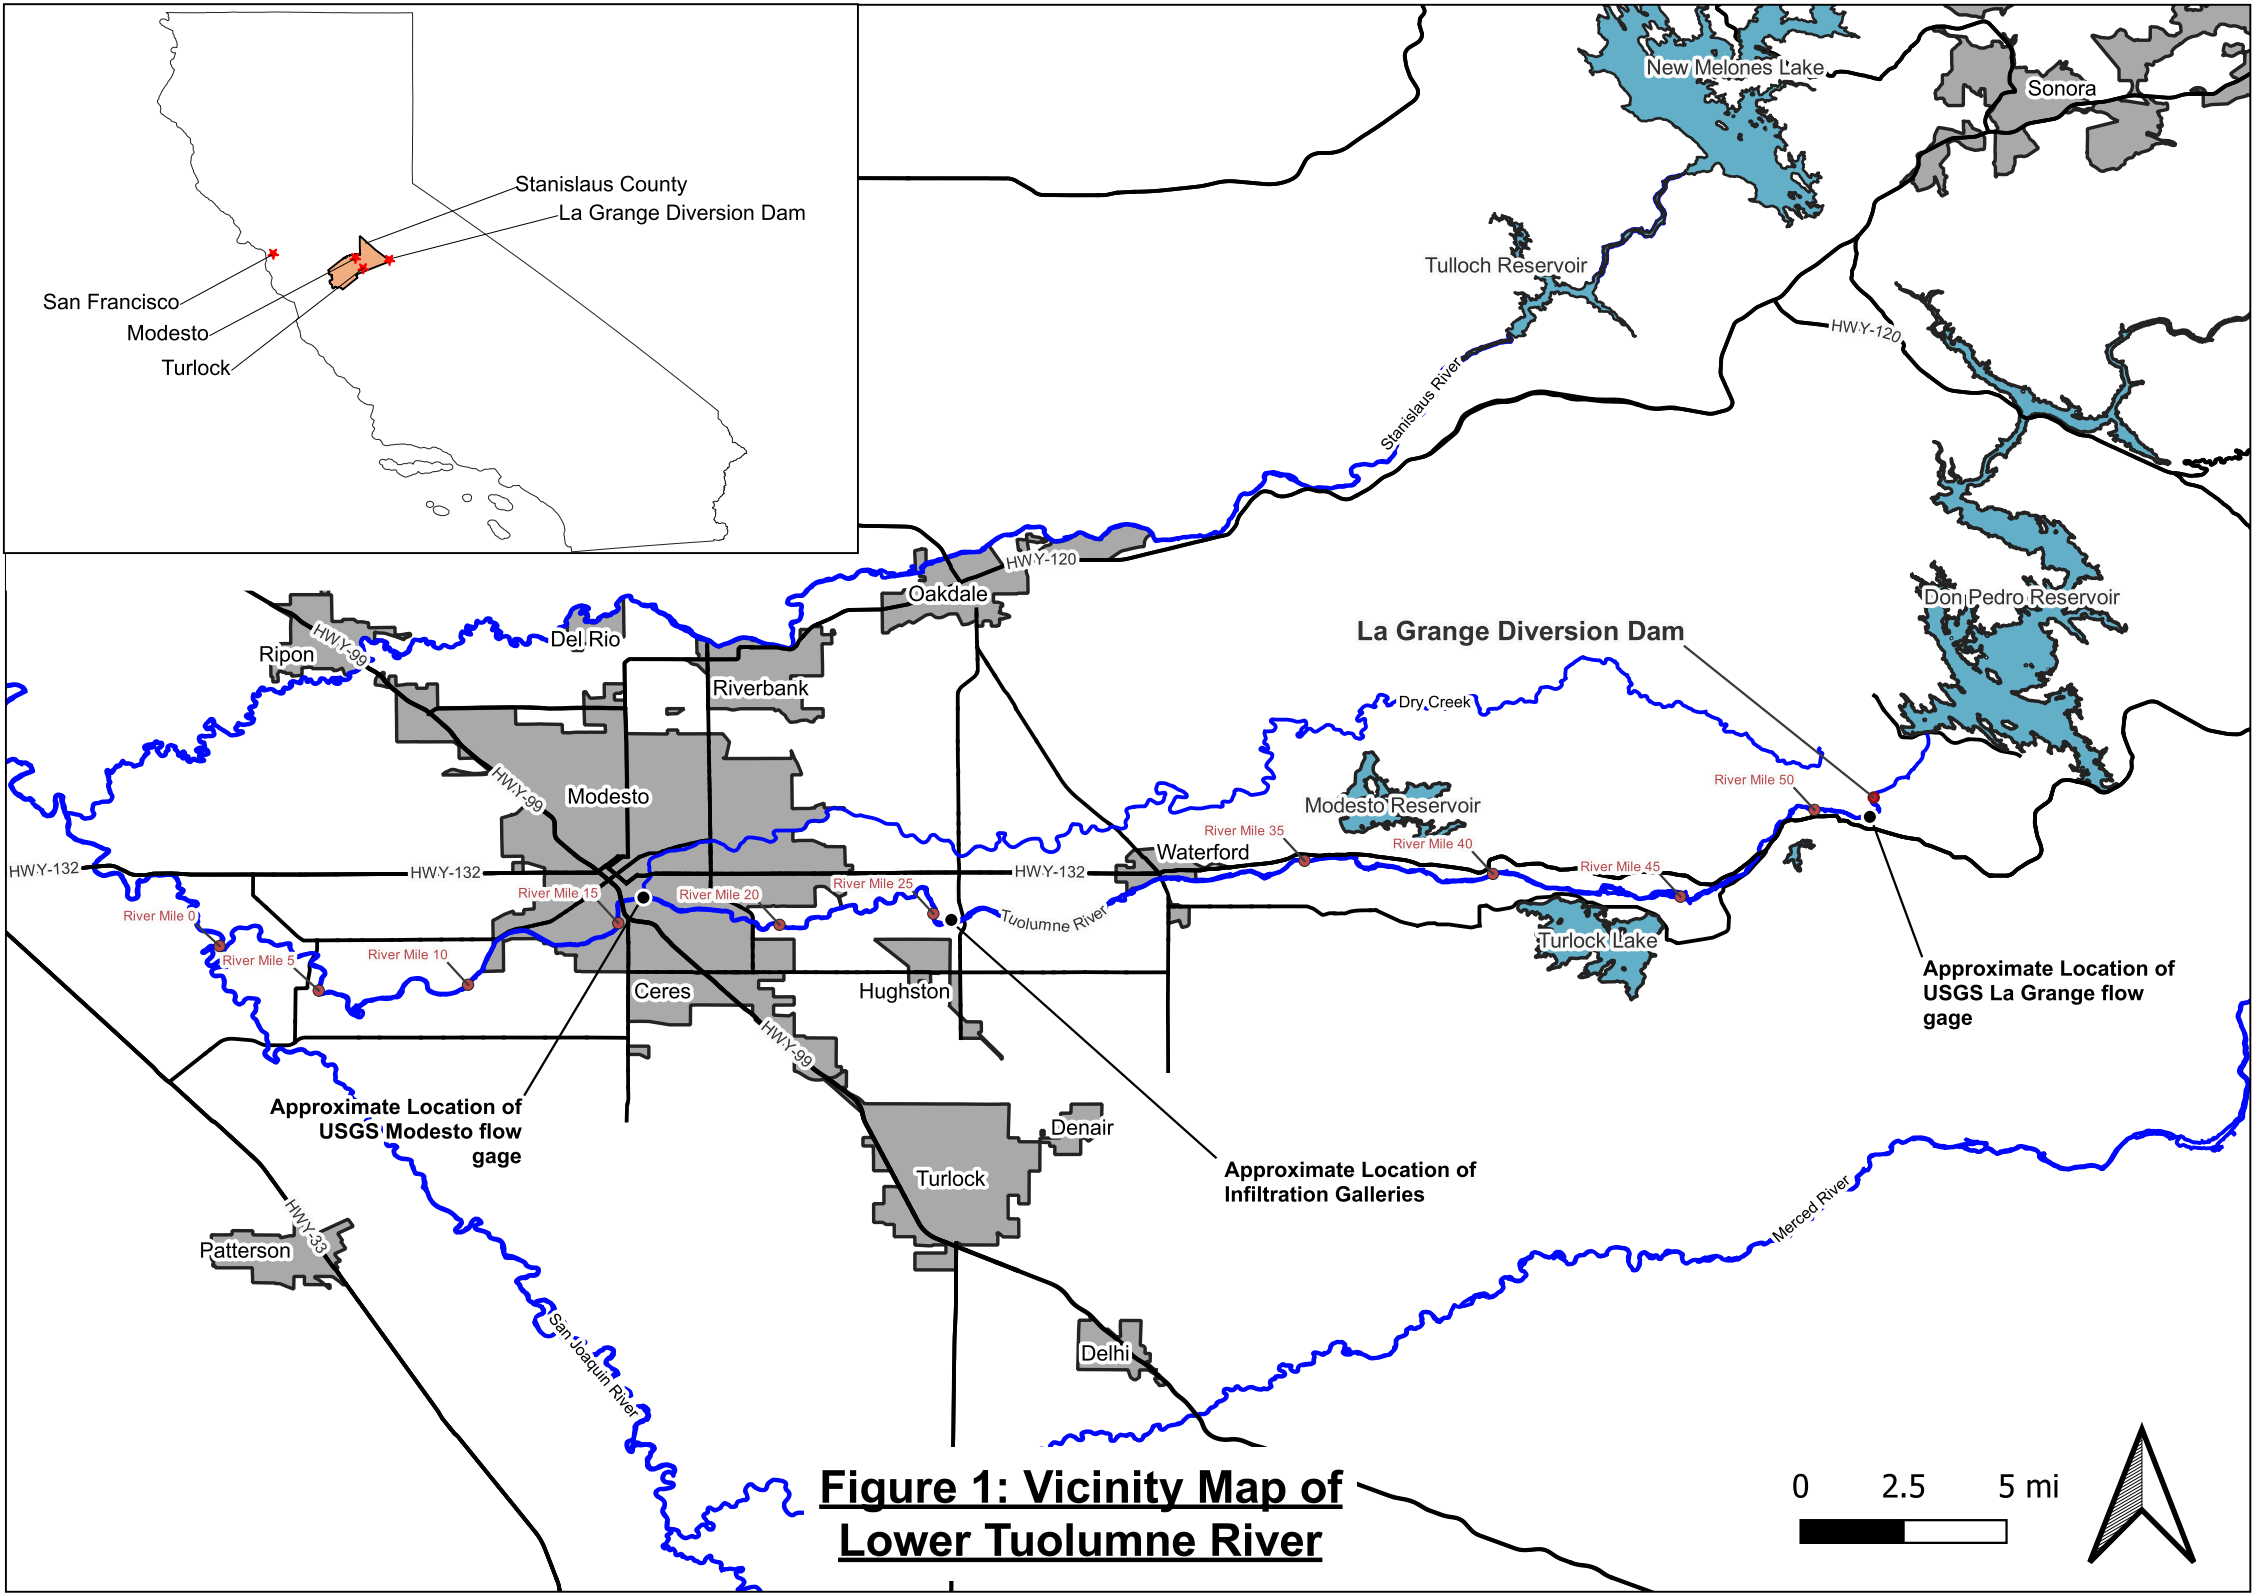 Stanislaus County
La Grange Diversion Dam
San Francisco
Modesto
Turlock
New Melones Lake
Sonora
Tulloch Reservoir
HWY-120
Stanislaus River
HWY-120
Oakdale
Don Pedro Reservoir
La Grange Diversion Dam
Del Rio
HWY-99
Ripon
Riverbank
Dry Creek
HWY-99
Modesto
River Mile 50
Modesto Reservoir
River Mile 35
River Mile 40
Waterford
HWY-132
HWY-132
HWY-132
River Mile 45
River Mile 15
River Mile 20
River Mile 25
River Mile 0
Tuolumne River
River Mile 5
River Mile 10
Turlock Lake
Ceres
Hughston
Approximate Location of
USGS La Grange flow
gage
HWY-99
Approximate Location of
USGS Modesto flow
gage
Denair
Turlock
Approximate Location of
Infiltration Galleries
Merced River
HWY-33
Patterson
San Joaquin River
Delhi
Figure 1: Vicinity Map of
Lower Tuolumne River
0 2.5 5 mi